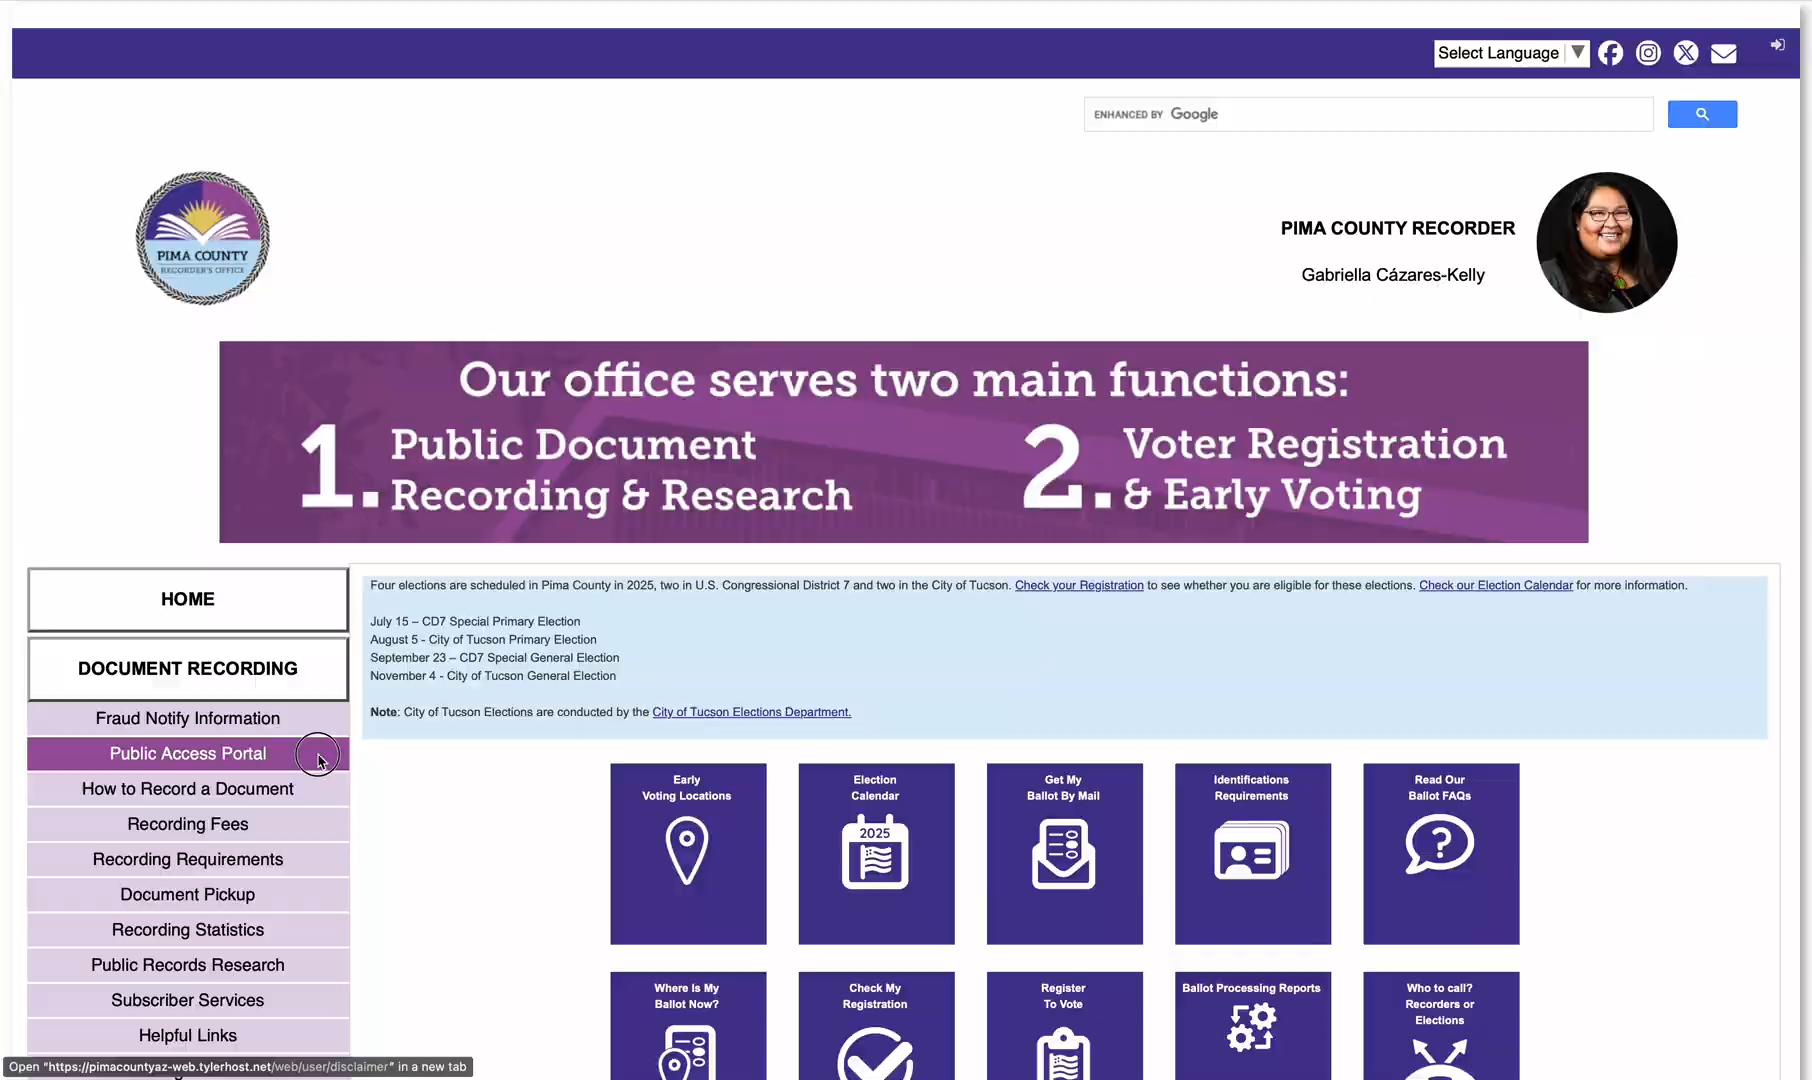 Select Language ▼
ENHANCED BY Google
PIMA COUNTY
RECORDER'S OFFICE
PIMA COUNTY RECORDER
Gabriella Cázares-Kelly
Our office serves two main functions:
1. Public Document
Recording & Research
2. Voter Registration
& Early Voting
HOME
DOCUMENT RECORDING
Fraud Notify Information
Public Access Portal
How to Record a Document
Recording Fees
Recording Requirements
Document Pickup
Recording Statistics
Public Records Research
Subscriber Services
Helpful Links
Four elections are scheduled in Pima County in 2025, two in U.S. Congressional District 7 and two in the City of Tucson. Check your Registration to see whether you are eligible for these elections. Check our Election Calendar for more information.
July 15 – CD7 Special Primary Election
August 5 - City of Tucson Primary Election
September 23 – CD7 Special General Election
November 4 - City of Tucson General Election
Note: City of Tucson Elections are conducted by the City of Tucson Elections Department.
Early
Voting Locations
Election
Calendar
2025
Get My
Ballot By Mail
Identifications
Requirements
Read Our
Ballot FAQs
Where Is My
Ballot Now?
Check My
Registration
Register
To Vote
Ballot Processing Reports
Who to call?
Recorders or
Elections
Open "https://pimacountyaz-web.tylerhost.net/web/user/disclaimer" in a new tab